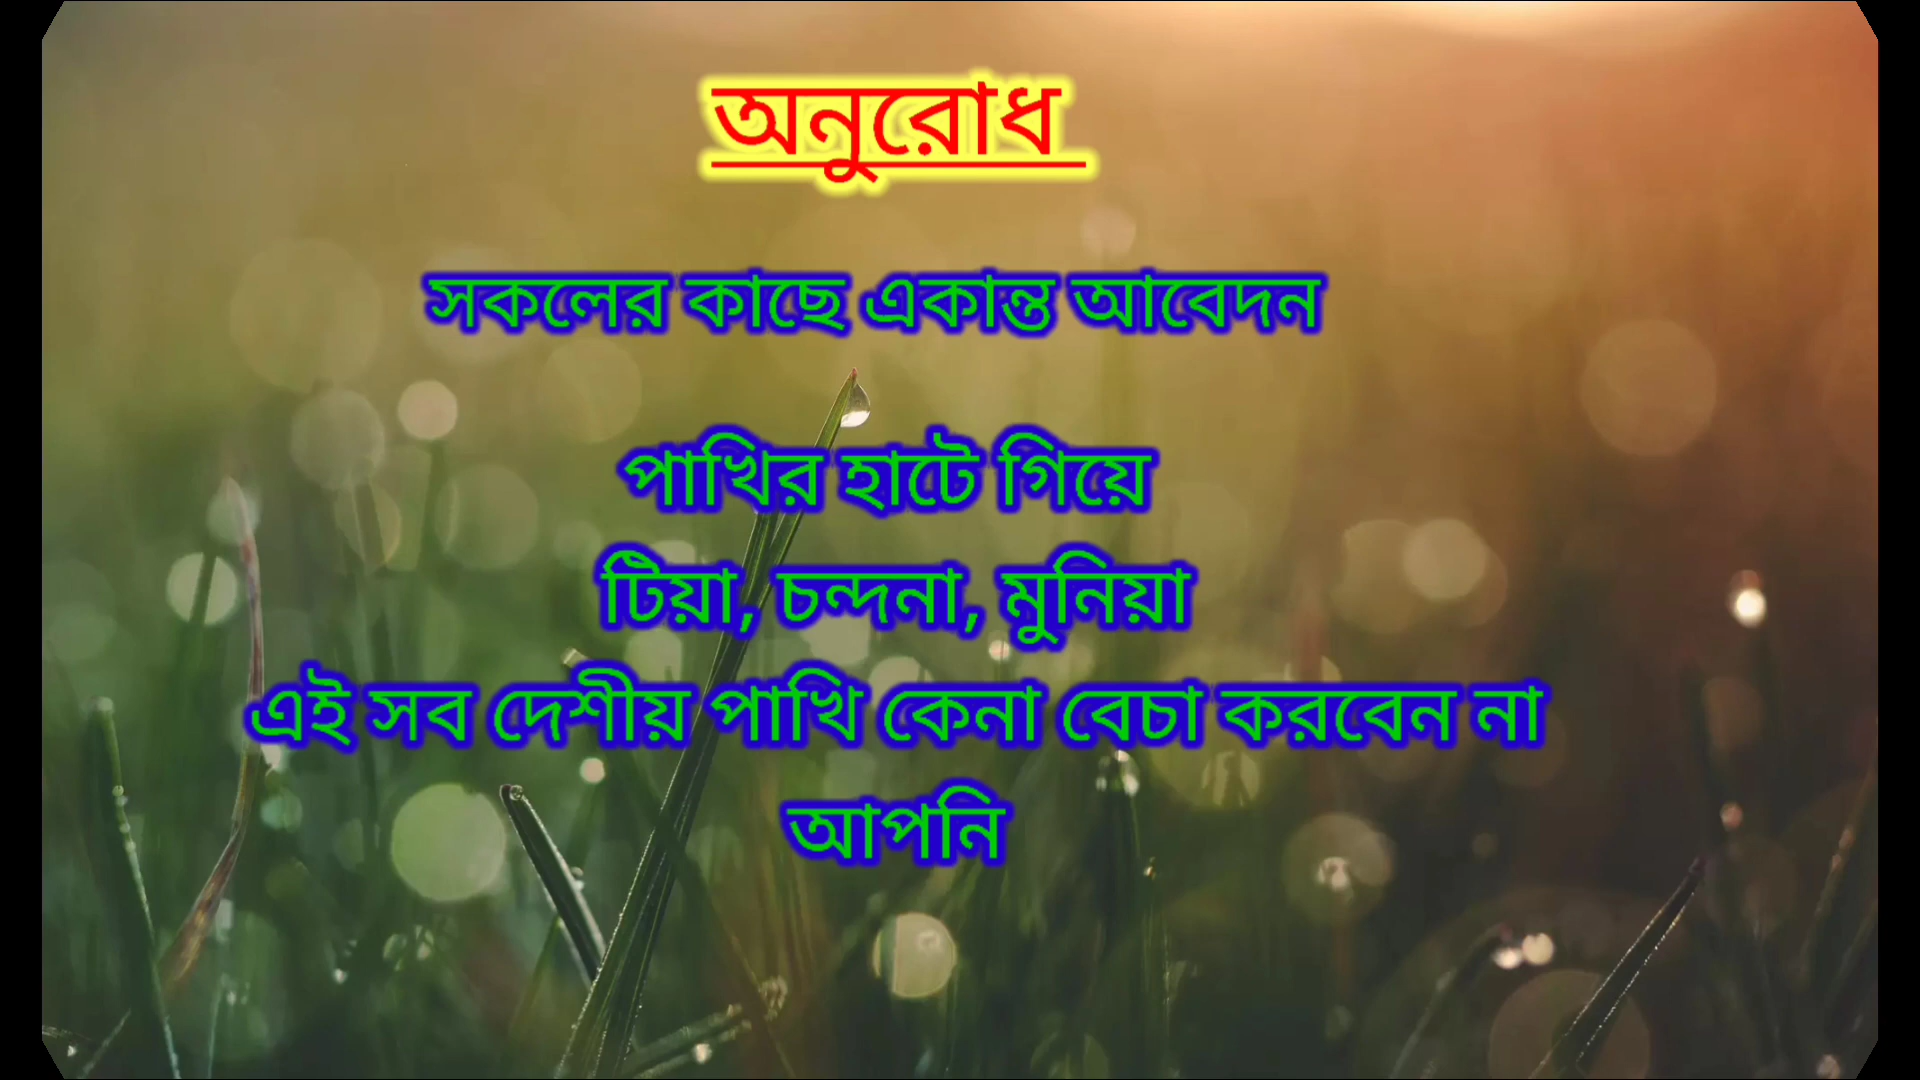 অনুরোধ
সকলের কাছে একান্ত আবেদন
পাখির হাটে গিয়ে
টিয়া, চন্দনা, মুনিয়া
এই সব দেশীয় পাখি কেনা বেচা করবেন না
আপনি